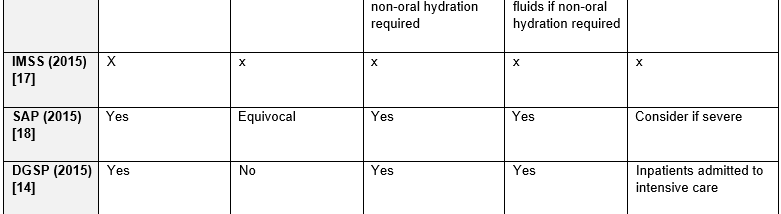 non-oral hydration
required
fluids if non-oral
hydration required
IMSS (2015)
[17]
X
x
x
x
x
SAP (2015)
[18]
Yes
Equivocal
Yes
Yes
Consider if severe
DGSP (2015)
[14]
Yes
No
Yes
Yes
Inpatients admitted to
intensive care